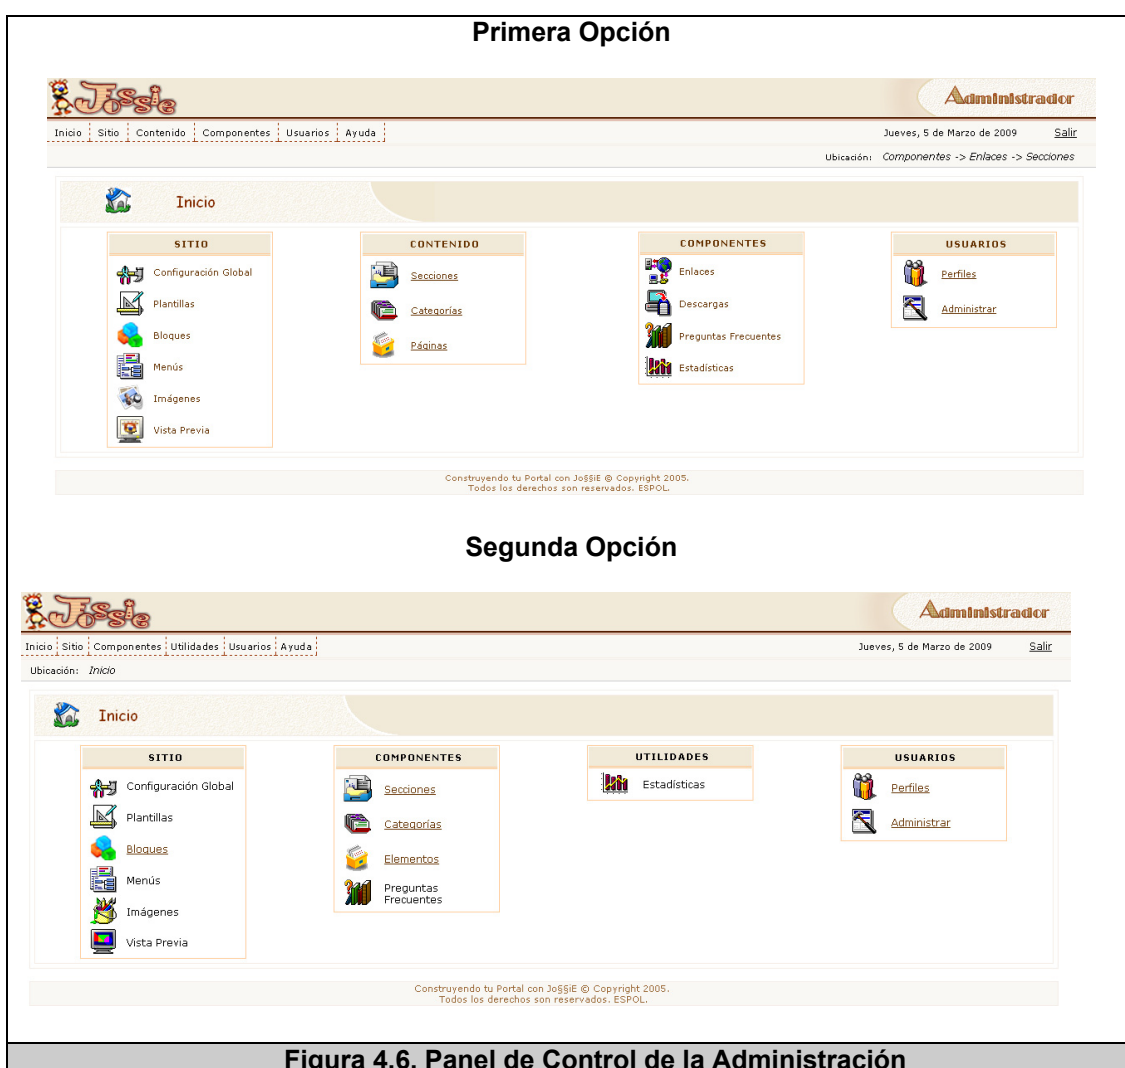 Primera Opción
Jossie
Administrador
Inicio Sitio Contenido Componentes Usuarios Ayuda
Jueves, 5 de Marzo de 2009 Salir
Ubicación: Componentes -> Enlaces -> Secciones
Inicio
SITIO
Configuración Global
Plantillas
Bloques
Menús
Imágenes
Vista Previa
CONTENIDO
Secciones
Categorías
Páginas
COMPONENTES
Enlaces
Descargas
Preguntas Frecuentes
Estadísticas
USUARIOS
Perfiles
Administrar
Construyendo tu Portal con Jo§§iE © Copyright 2005.
Todos los derechos son reservados. ESPOL.
Segunda Opción
Jossie
Administrador
Inicio Sitio Componentes Utilidades Usuarios Ayuda
Jueves, 5 de Marzo de 2009 Salir
Ubicación: Inicio
Inicio
SITIO
Configuración Global
Plantillas
Bloques
Menús
Imágenes
Vista Previa
COMPONENTES
Secciones
Categorías
Elementos
Preguntas
Frecuentes
UTILIDADES
Estadísticas
USUARIOS
Perfiles
Administrar
Construyendo tu Portal con Jo§§iE © Copyright 2005.
Todos los derechos son reservados. ESPOL.
Figura 4.6. Panel de Control de la Administración